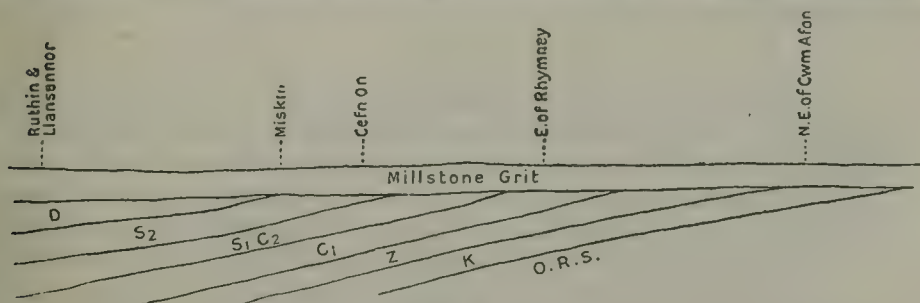 Ruthin &
Llansannor
Miskin
Cefn On
E. of Rhymney
N.E. of Cwm Afon
Millstone Grit
D
S2
S1 C2
C1
Z
K
O.R.S.